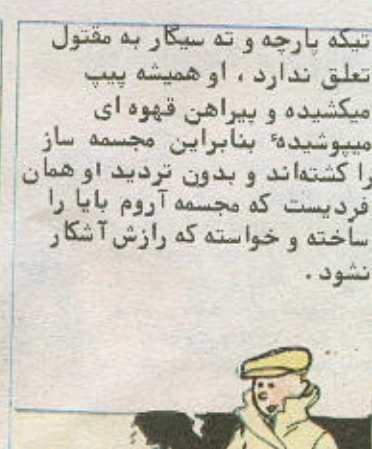 تیکه پارچه و ته سیگار به مقتول
تعلق ندارد ، او همیشه پیپ
میکشیده و پیراهن قهوه ای
میپوشیدهٔ بنابراین مجسمه ساز
را کشته‌اند و بدون تردید او همان
فردیست که مجسمه آروم بایا را
ساخته و خواسته که رازش آشکار
نشود .